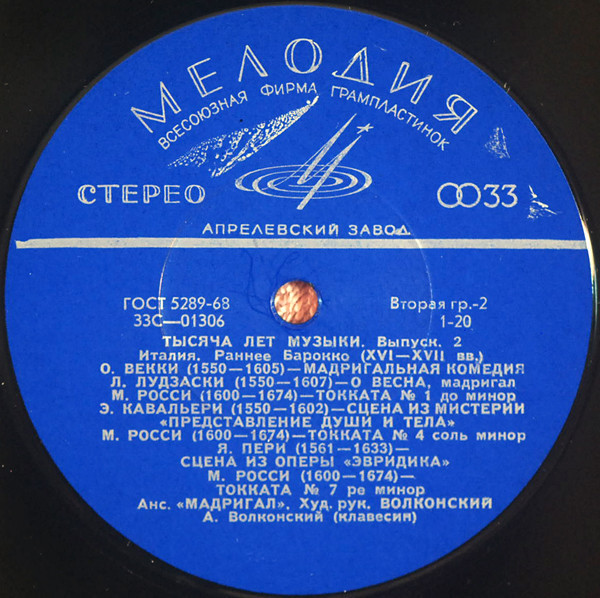 МЕЛОДИЯ
ВСЕСОЮЗНАЯ ФИРМА ГРАМПЛАСТИНОК
СТЕРЕО 33
АПРЕЛЕВСКИЙ ЗАВОД
ГОСТ 5289-68 Вторая гр.-2
33С—01306 1-20
ТЫСЯЧА ЛЕТ МУЗЫКИ. Выпуск. 2
Италия. Раннее Барокко (XVI—XVII вв.)
О. ВЕККИ (1550—1605)—МАДРИГАЛЬНАЯ КОМЕДИЯ
Л. ЛУДЗАСКИ (1550—1607)—О ВЕСНА, мадригал
М. РОССИ (1600—1674)—ТОККАТА № 1 до минор
Э. КАВАЛЬЕРИ (1550—1602)—СЦЕНА ИЗ МИСТЕРИИ
«ПРЕДСТАВЛЕНИЕ ДУШИ И ТЕЛА»
М. РОССИ (1600—1674)—ТОККАТА № 4 соль минор
Я. ПЕРИ (1561—1633)—
СЦЕНА ИЗ ОПЕРЫ «ЭВРИДИКА»
М. РОССИ (1600—1674)—
ТОККАТА № 7 ре минор
Анс. «МАДРИГАЛ». Худ. рук. ВОЛКОНСКИЙ
А. Волконский (клавесин)